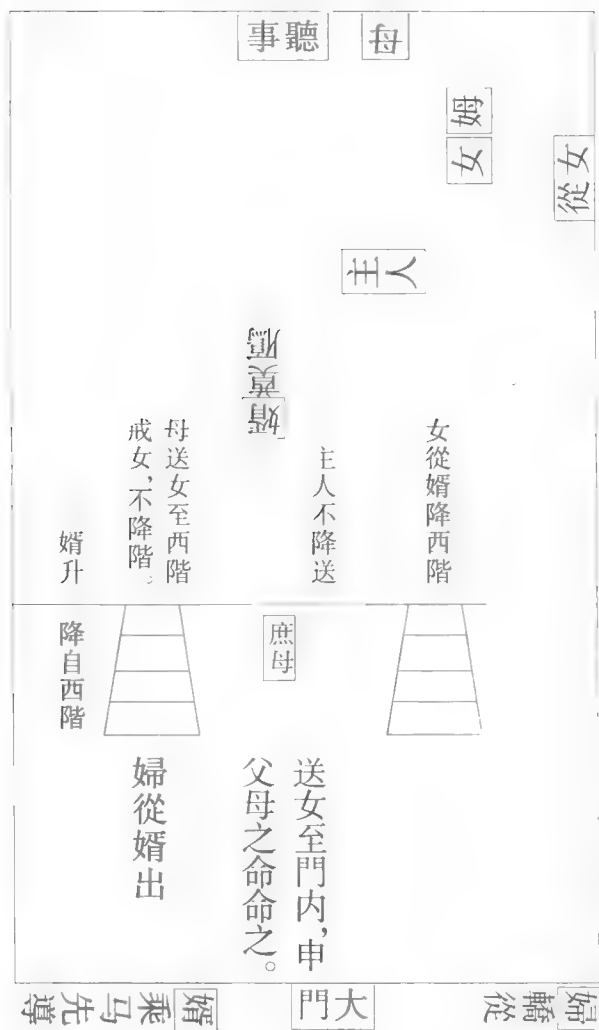 母
聽事
姆
女
女從
主人
婿奠鴈
女從婿降西階
主人不降送
母送女至西階
戒女，不降階。
婿升
降自西階
庶母
送女至門内，申
父母之命命之。
婦從婿出
婦轎從
大門
婿乘马先導